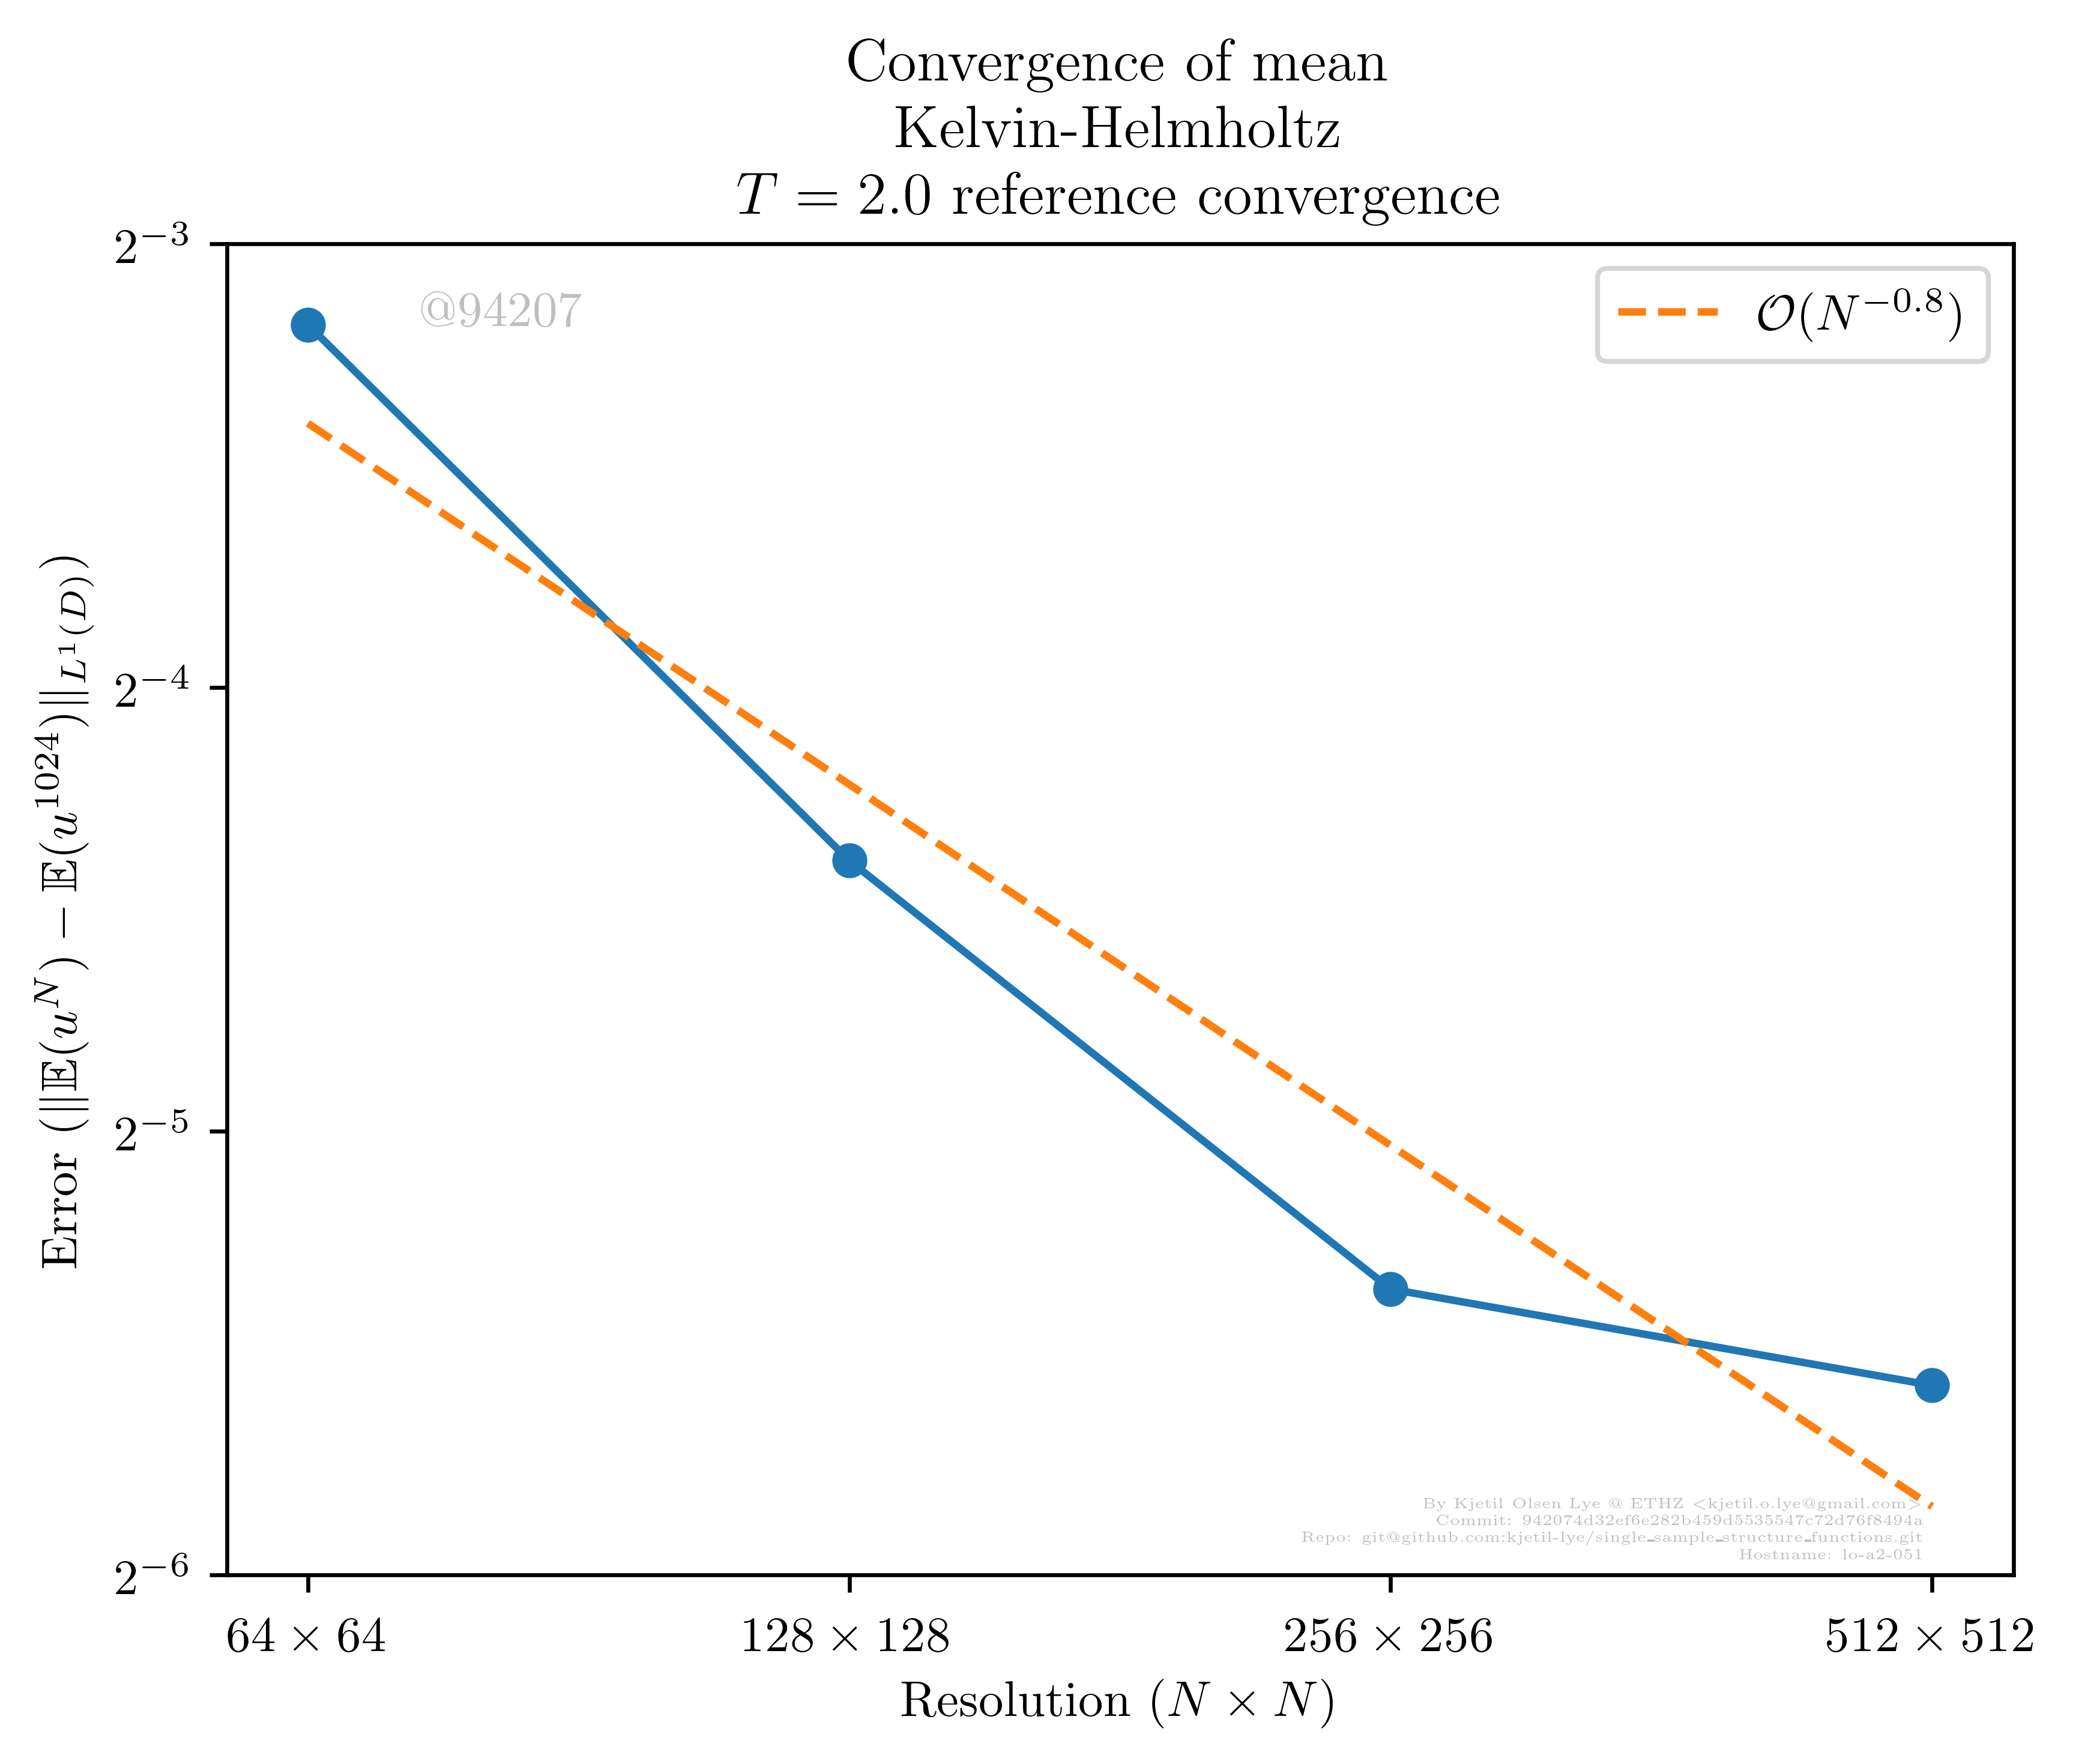 Convergence of mean
Kelvin-Helmholtz
T = 2.0 reference convergence
@94207
𝒪(N⁻⁰·⁸)
2⁻³
2⁻⁴
2⁻⁵
2⁻⁶
Error (||𝔼(u^N) − 𝔼(u^1024)||_L¹(D))
By Kjetil Olsen Lye @ ETHZ <kjetil.o.lye@gmail.com>
Commit: 942074d32ef6e282b459d5535547c72d76f8494a
Repo: git@github.com:kjetil-lye/single_sample_structure_functions.git
Hostname: lo-a2-051
64 × 64
128 × 128
256 × 256
512 × 512
Resolution (N × N)